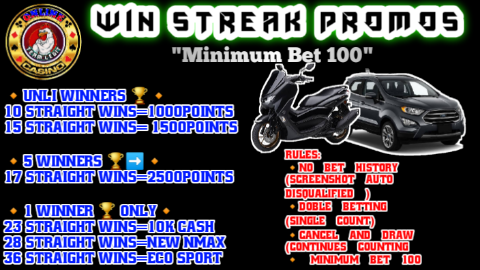 WIN STREAK PROMOS
"Minimum Bet 100"
ONLINE
CASINO
UNLI WINNERS 🏆
10 STRAIGHT WINS=1000POINTS
15 STRAIGHT WINS= 1500POINTS
5 WINNERS 🏆➡️
17 STRAIGHT WINS=2500POINTS
1 WINNER 🏆 ONLY
23 STRAIGHT WINS=10K CASH
28 STRAIGHT WINS=NEW NMAX
36 STRAIGHT WINS=ECO SPORT
RULES:
NO BET HISTORY
(SCREENSHOT AUTO
DISQUALIFIED )
DOBLE BETTING
(SINGLE COUNT)
CANCEL AND DRAW
(CONTINUES COUNTING
MINIMUM BET 100